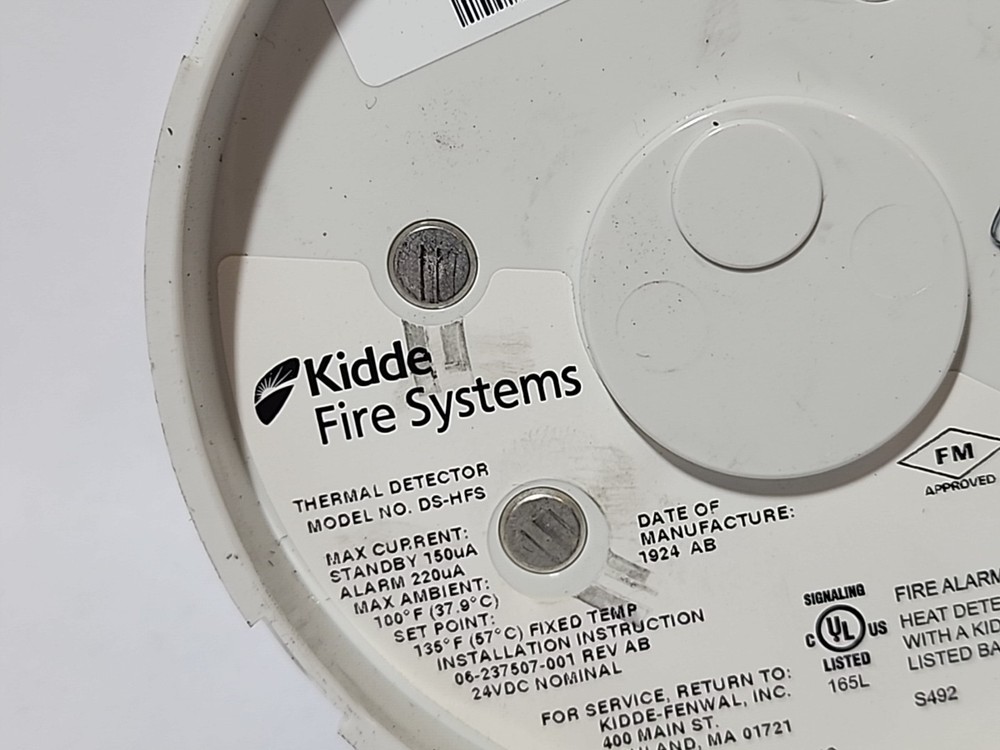 Kidde
Fire Systems
THERMAL DETECTOR
MODEL NO. DS-HFS
MAX CURRENT:
STANDBY 150uA
ALARM 220uA
MAX AMBIENT:
100°F (37.9°C)
SET POINT:
135°F (57°C) FIXED TEMP
INSTALLATION INSTRUCTION
06-237507-001 REV AB
24VDC NOMINAL
DATE OF
MANUFACTURE:
1924 AB
FM
APPROVED
SIGNALING
C UL US
LISTED
165L
FIRE ALARM
HEAT DETE
WITH A KID
LISTED BA
S492
FOR SERVICE, RETURN TO:
KIDDE-FENWAL, INC.
400 MAIN ST.
LAND, MA 01721